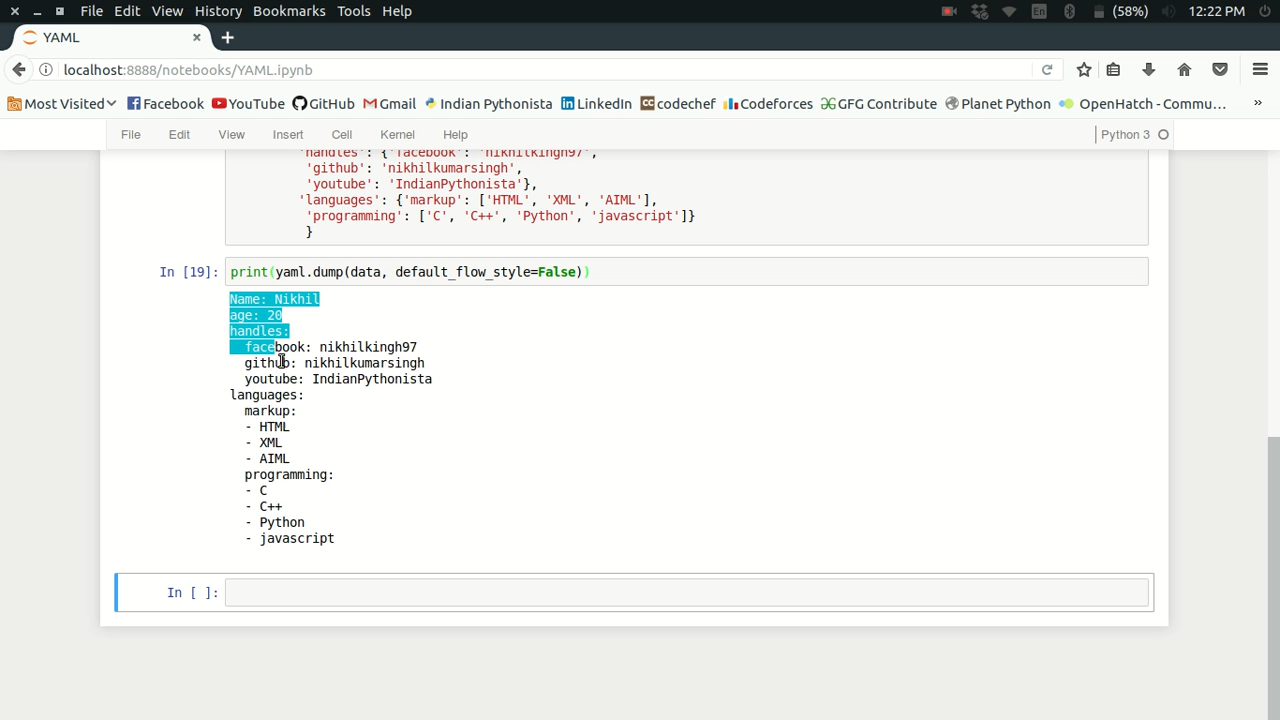 File Edit View History Bookmarks Tools Help En (58%) 12:22 PM
YAML
localhost:8888/notebooks/YAML.ipynb
Most Visited Facebook YouTube GitHub Gmail Indian Pythonista LinkedIn codechef Codeforces GFG Contribute Planet Python OpenHatch - Commu... »
File Edit View Insert Cell Kernel Help Python 3
'handles': {'facebook': 'nikhilkingh97',
'github': 'nikhilkumarsingh',
'youtube': 'IndianPythonista'},
'languages': {'markup': ['HTML', 'XML', 'AIML'],
'programming': ['C', 'C++', 'Python', 'javascript']}
}
In [19]: print(yaml.dump(data, default_flow_style=False))
Name: Nikhil
age: 20
handles:
facebook: nikhilkingh97
github: nikhilkumarsingh
youtube: IndianPythonista
languages:
markup:
- HTML
- XML
- AIML
programming:
- C
- C++
- Python
- javascript
In [ ]: